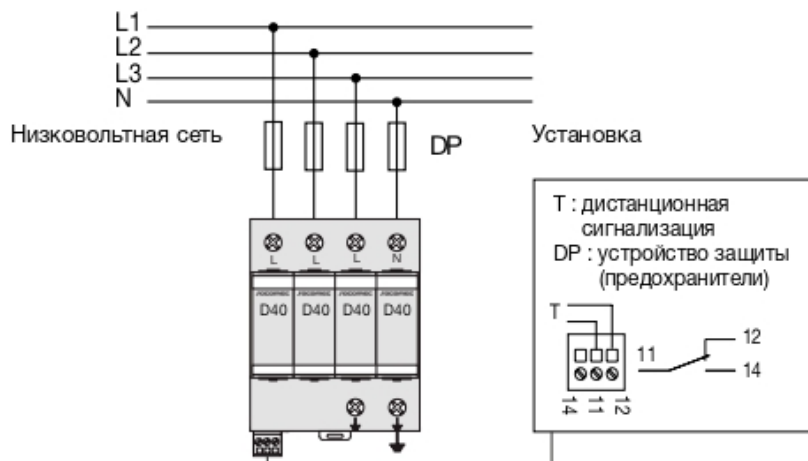 L1
L2
L3
N
Низковольтная сеть
DP
Установка
L L L N
D40 D40 D40 D40
T : дистанционная
сигнализация
DP : устройство защиты
(предохранители)
T
12
11
14
14 11 12